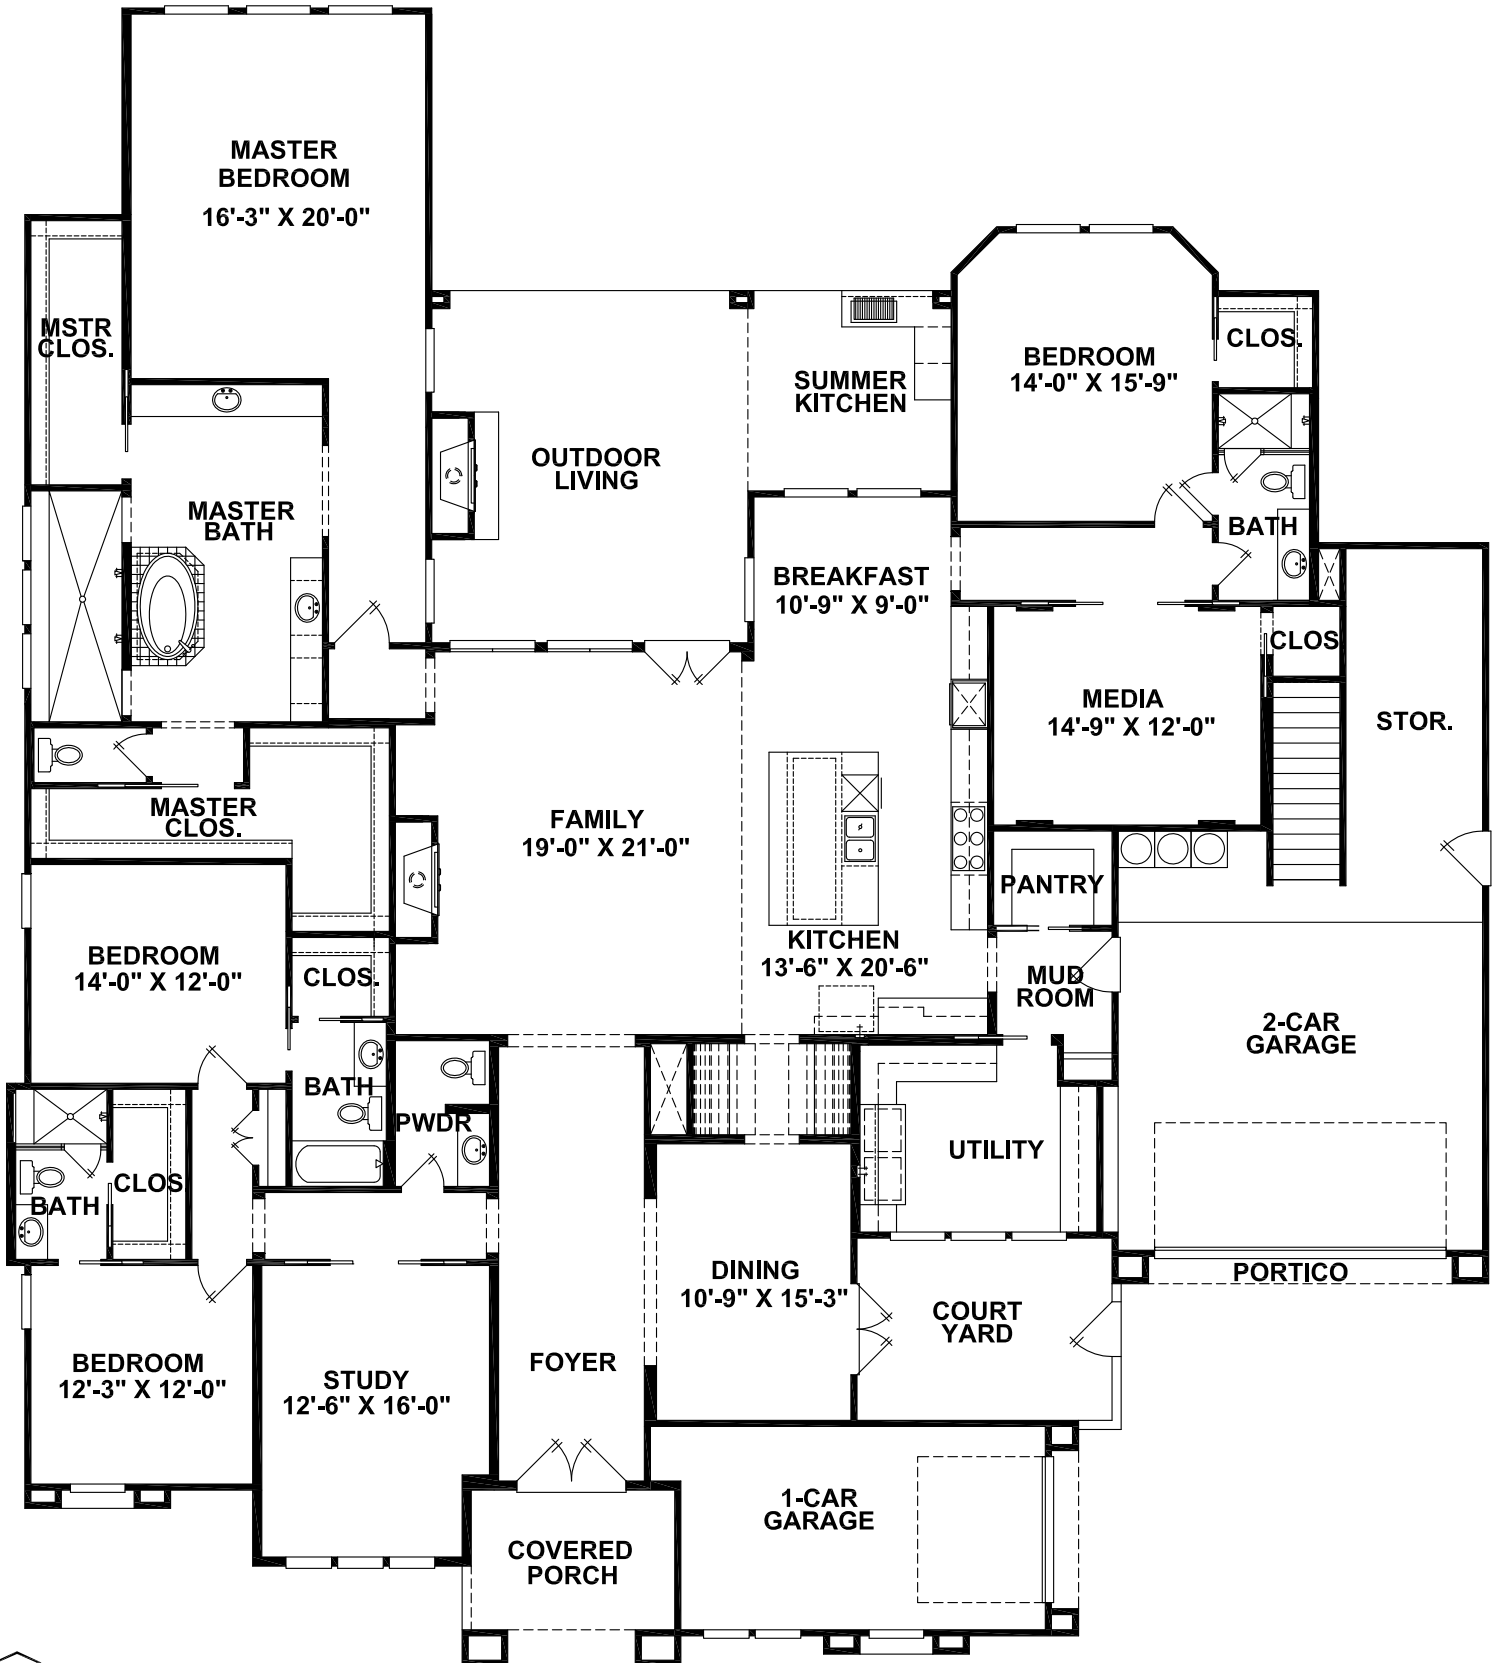 MASTER
BEDROOM
16'-3" X 20'-0"
MSTR
CLOS.
MASTER
BATH
OUTDOOR
LIVING
SUMMER
KITCHEN
BEDROOM
14'-0" X 15'-9"
CLOS.
BATH
BREAKFAST
10'-9" X 9'-0"
CLOS
MEDIA
14'-9" X 12'-0"
STOR.
MASTER
CLOS.
FAMILY
19'-0" X 21'-0"
PANTRY
KITCHEN
13'-6" X 20'-6"
BEDROOM
14'-0" X 12'-0"
CLOS.
MUD
ROOM
2-CAR
GARAGE
BATH
PWDR
UTILITY
CLOS
BATH
DINING
10'-9" X 15'-3"
PORTICO
COURT
YARD
BEDROOM
12'-3" X 12'-0"
STUDY
12'-6" X 16'-0"
FOYER
1-CAR
GARAGE
COVERED
PORCH